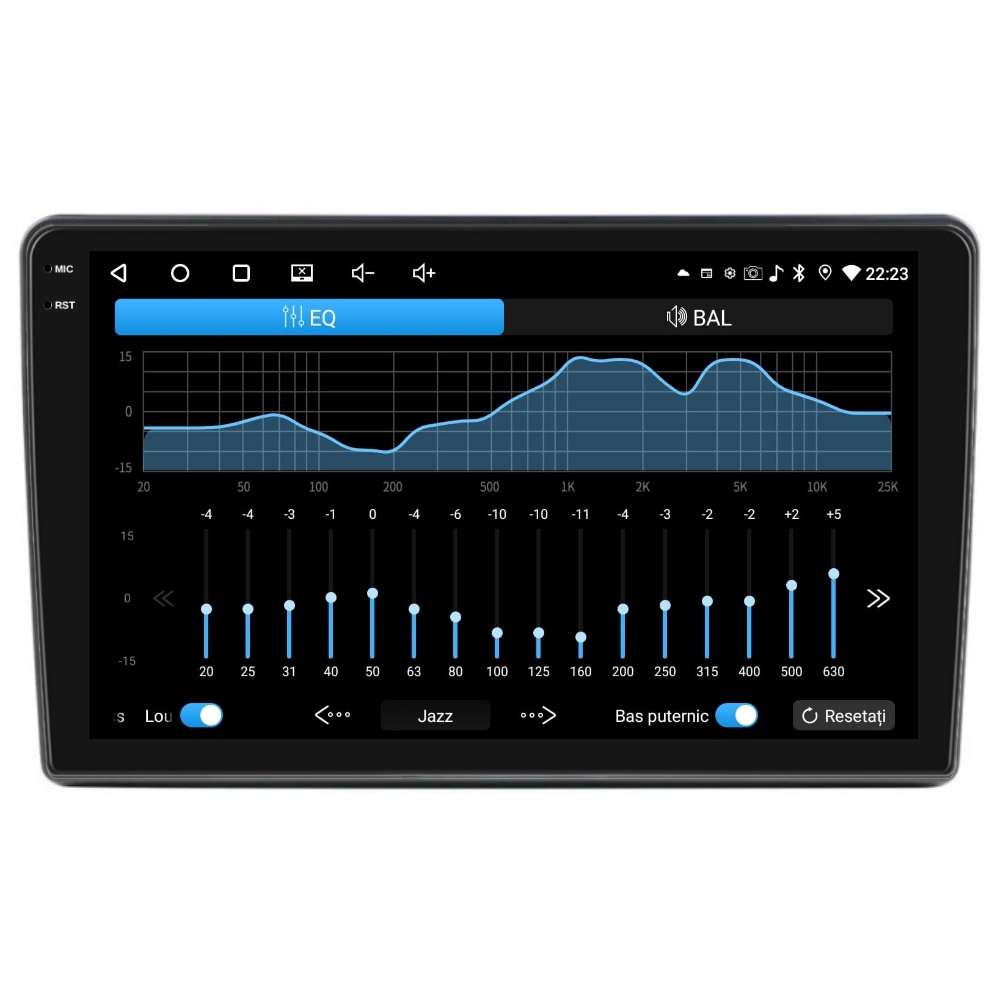 MIC
RST
22:23
EQ
BAL
15
0
-15
20 50 100 200 500 1K 2K 5K 10K 25K
-4 -4 -3 -1 0 -4 -6 -10 -10 -11 -4 -3 -2 -2 +2 +5
15
0
-15
20 25 31 40 50 63 80 100 125 160 200 250 315 400 500 630
s Lou Jazz Bas puternic Resetați